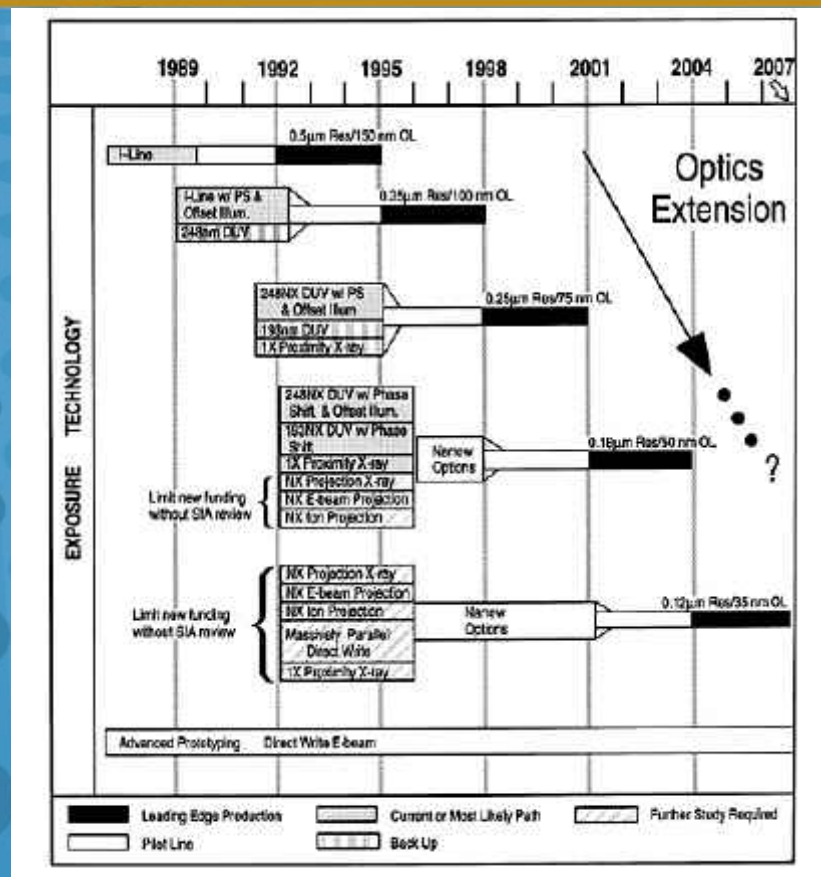 1989 1992 1995 1998 2001 2004 2007
EXPOSURE TECHNOLOGY
0.5µm Res/150 nm OL
I-Line
Optics
Extension
I-Line w/ PS &
Offset Illum.
248nm DUV
0.35µm Res/100 nm OL
248NX DUV w/ PS
& Offset Illum
193nm DUV
1X Proximity X-ray
0.25µm Res/75 nm OL
248NX DUV w/ Phase
Shift & Offset Illum.
193NX DUV w/ Phase
Shift
1X Proximity X-ray
NX Projection X-ray
NX E-beam Projection
NX Ion Projection
Limit new funding
without SIA review
Narrow
Options
0.18µm Res/50 nm OL
?
NX Projection X-ray
NX E-beam Projection
NX Ion Projection
Massively Parallel
Direct Write
1X Proximity X-ray
Limit new funding
without SIA review
Narrow
Options
0.12µm Res/35 nm OL
Advanced Prototyping Direct Write E-beam
Leading Edge Production Current or Most Likely Path Further Study Required
Pilot Line Back Up